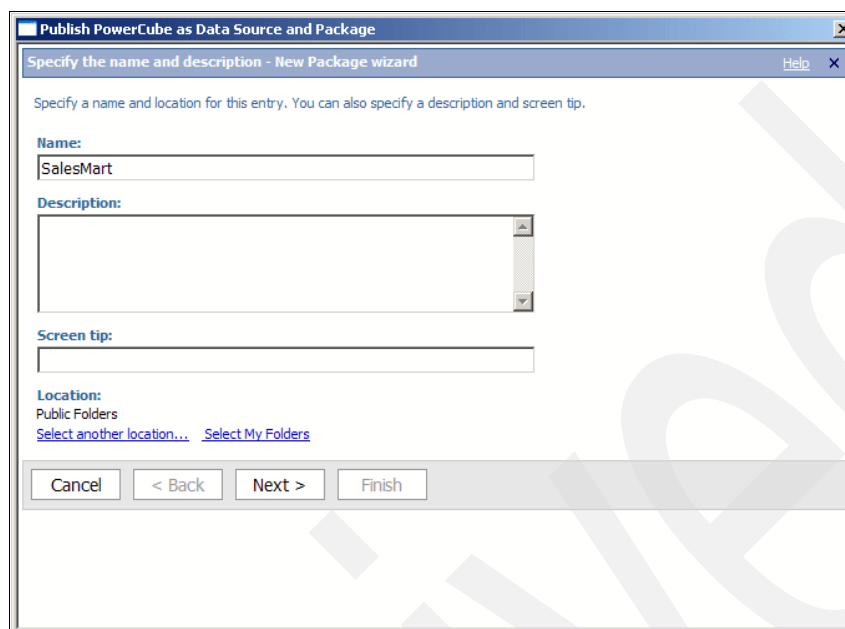 Publish PowerCube as Data Source and Package
Specify the name and description - New Package wizard Help
Specify a name and location for this entry. You can also specify a description and screen tip.
Name:
SalesMart
Description:
Screen tip:
Location:
Public Folders
Select another location... Select My Folders
Cancel < Back Next > Finish